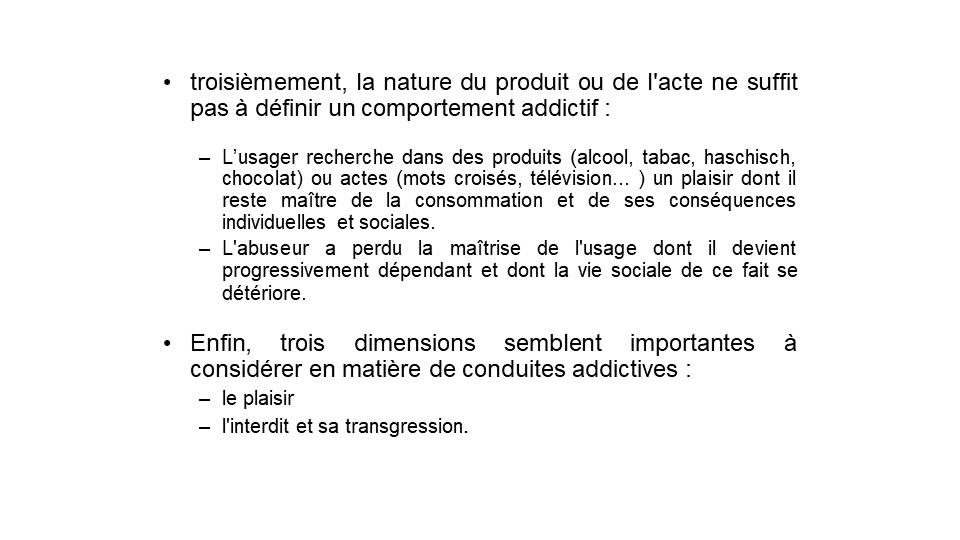 • troisièmement, la nature du produit ou de l'acte ne suffit
pas à définir un comportement addictif :
– L’usager recherche dans des produits (alcool, tabac, haschisch,
chocolat) ou actes (mots croisés, télévision... ) un plaisir dont il
reste maître de la consommation et de ses conséquences
individuelles et sociales.
– L'abuseur a perdu la maîtrise de l'usage dont il devient
progressivement dépendant et dont la vie sociale de ce fait se
détériore.
• Enfin, trois dimensions semblent importantes à
considérer en matière de conduites addictives :
– le plaisir
– l'interdit et sa transgression.